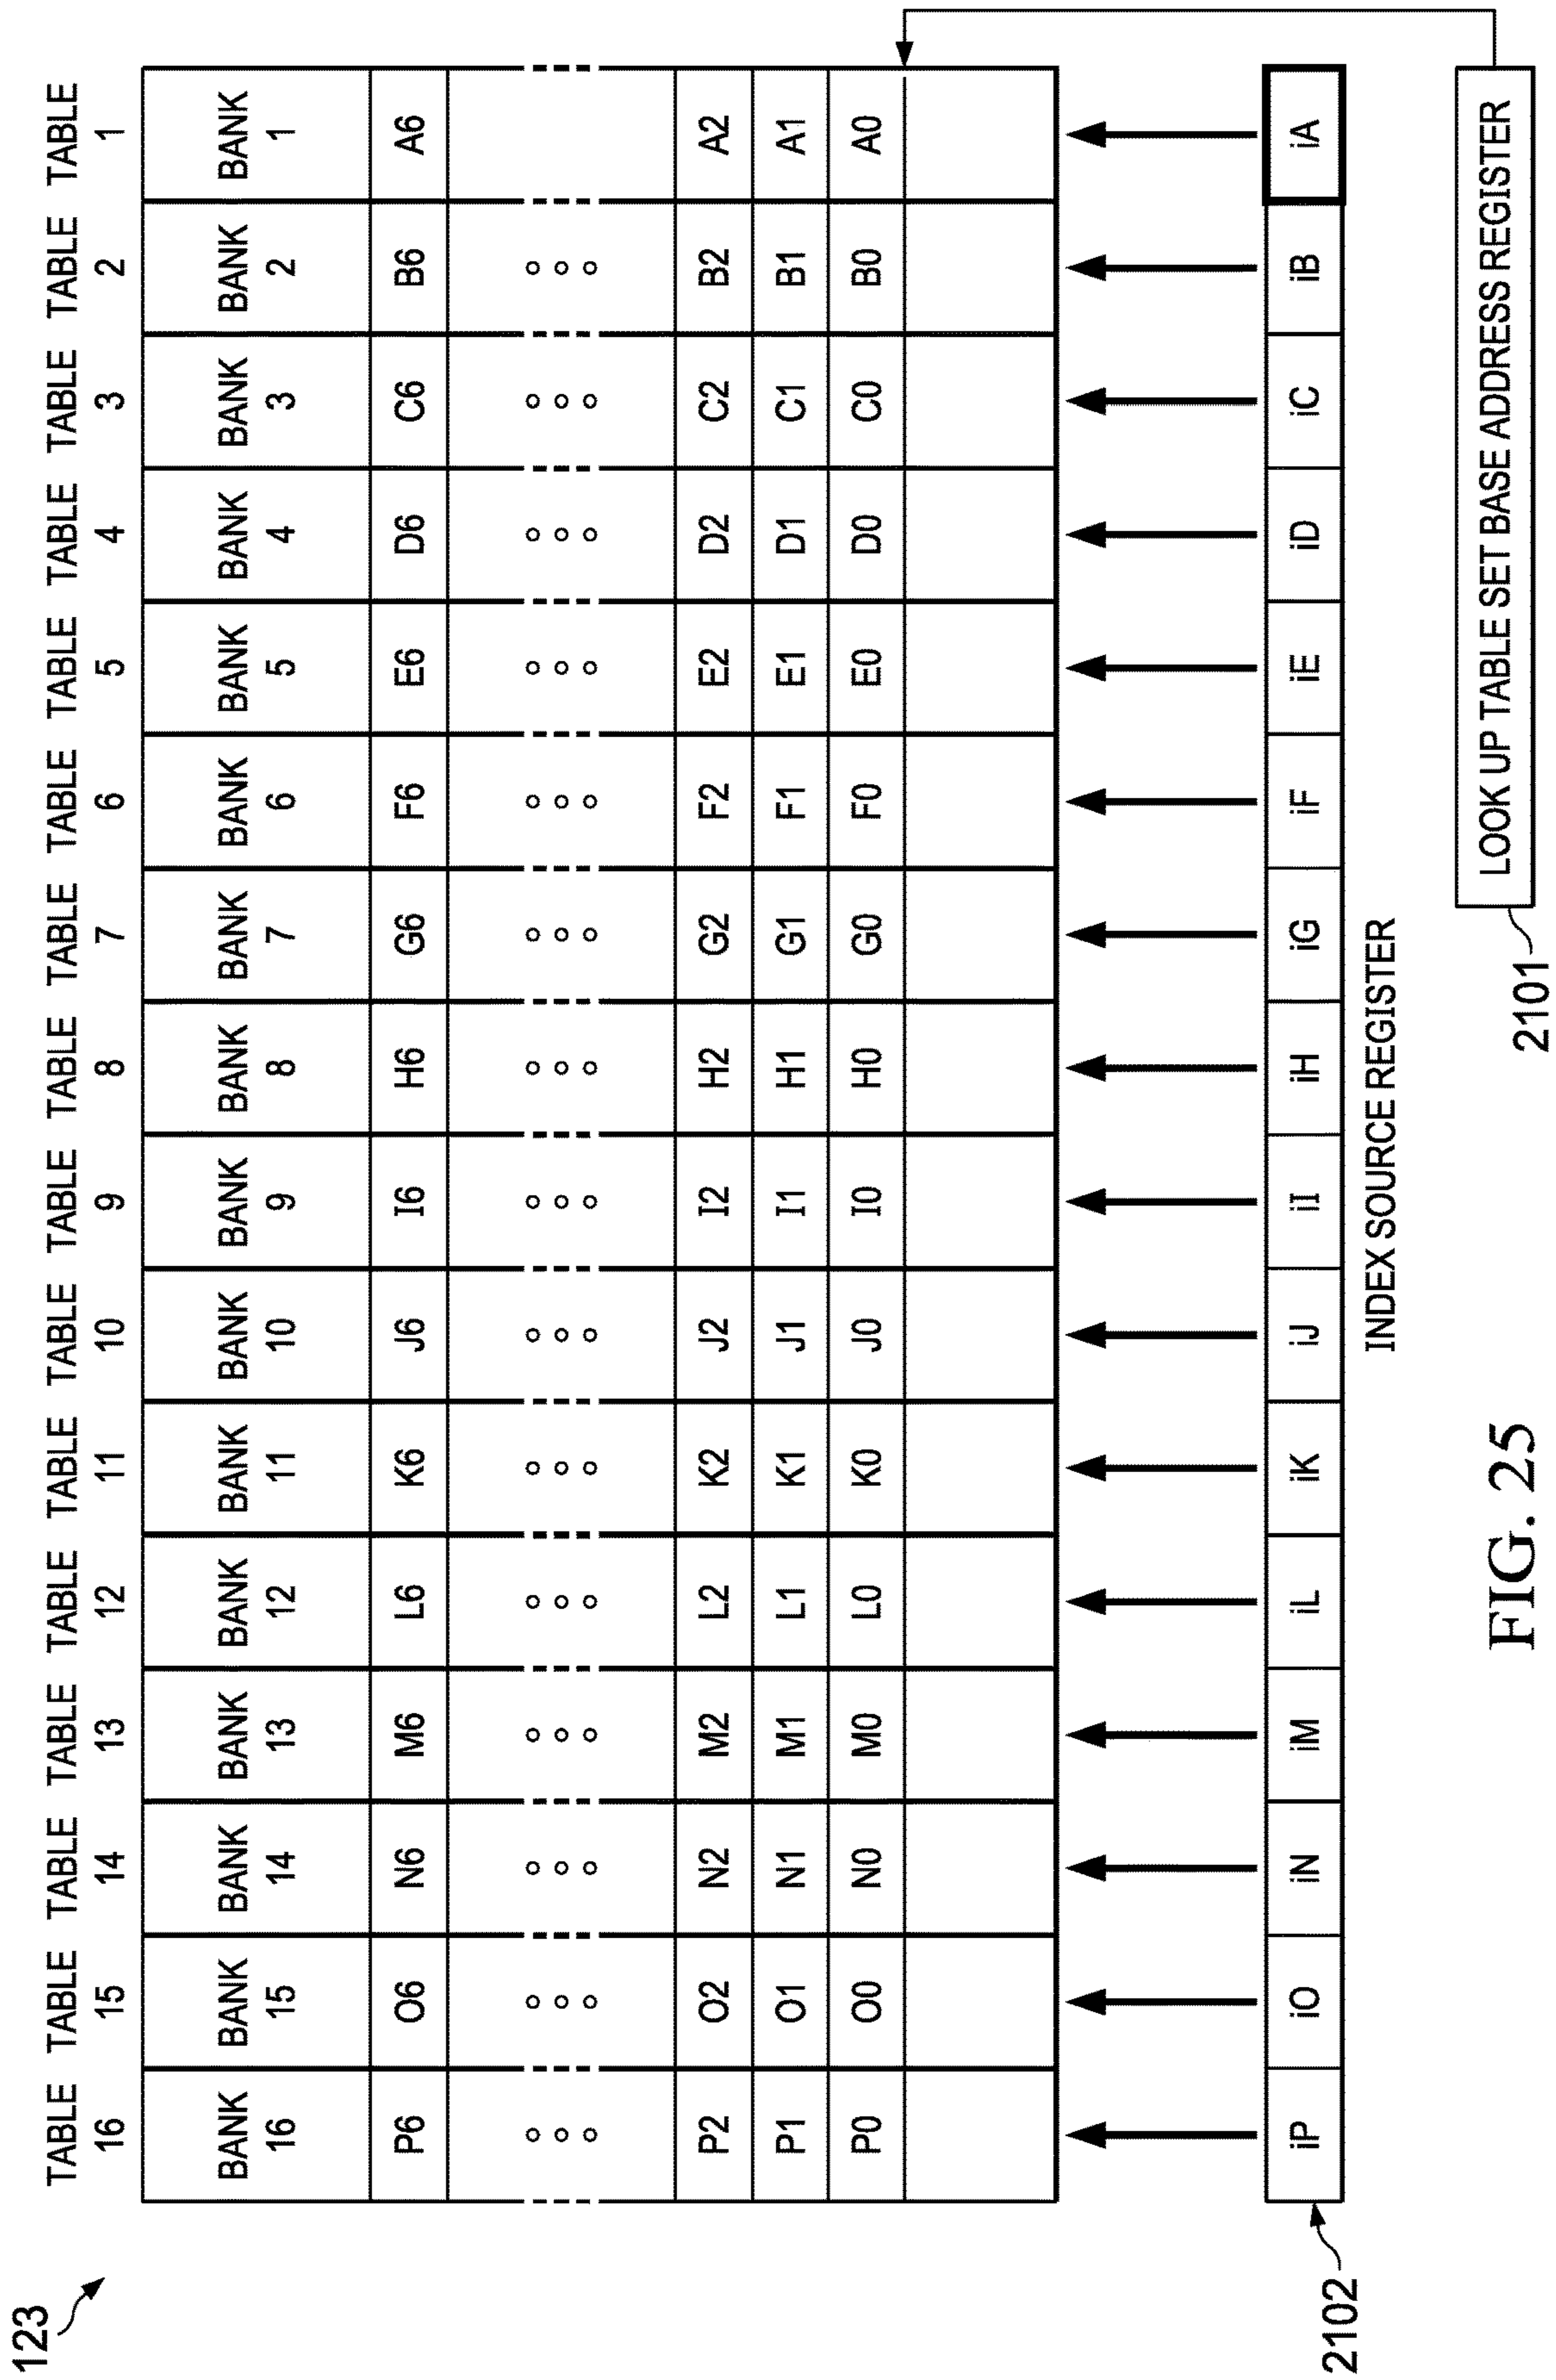 123
TABLE TABLE TABLE TABLE TABLE TABLE TABLE TABLE TABLE TABLE TABLE TABLE TABLE TABLE TABLE TABLE
16 15 14 13 12 11 10 9 8 7 6 5 4 3 2 1
BANK BANK BANK BANK BANK BANK BANK BANK BANK BANK BANK BANK BANK BANK BANK BANK
16 15 14 13 12 11 10 9 8 7 6 5 4 3 2 1
P6 O6 N6 M6 L6 K6 J6 I6 H6 G6 F6 E6 D6 C6 B6 A6
P2 O2 N2 M2 L2 K2 J2 I2 H2 G2 F2 E2 D2 C2 B2 A2
P1 O1 N1 M1 L1 K1 J1 I1 H1 G1 F1 E1 D1 C1 B1 A1
P0 O0 N0 M0 L0 K0 J0 I0 H0 G0 F0 E0 D0 C0 B0 A0
iP iO iN iM iL iK iJ iI iH iG iF iE iD iC iB iA
2102
INDEX SOURCE REGISTER
LOOK UP TABLE SET BASE ADDRESS REGISTER
2101
FIG. 25